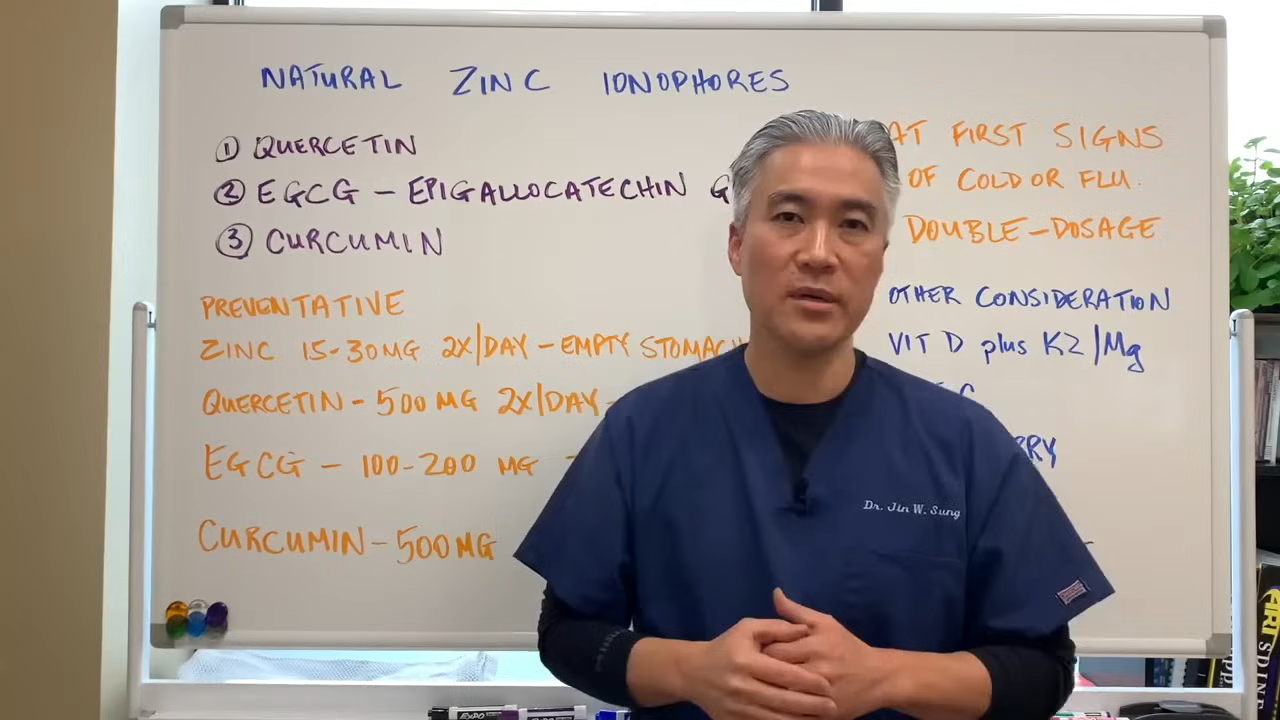 NATURAL ZINC IONOPHORES
① QUERCETIN
② EGCG – EPIGALLOCATECHIN G
③ CURCUMIN
PREVENTATIVE
ZINC 15-30MG 2X/DAY – EMPTY STOMACH
QUERCETIN – 500 MG 2X/DAY –
EGCG – 100-200 MG
CURCUMIN – 500MG
AT FIRST SIGNS
OF COLD OR FLU.
DOUBLE-DOSAGE
OTHER CONSIDERATION
VIT D plus K2/Mg
C
RRY
Dr. Jin W. Sung
EXPO